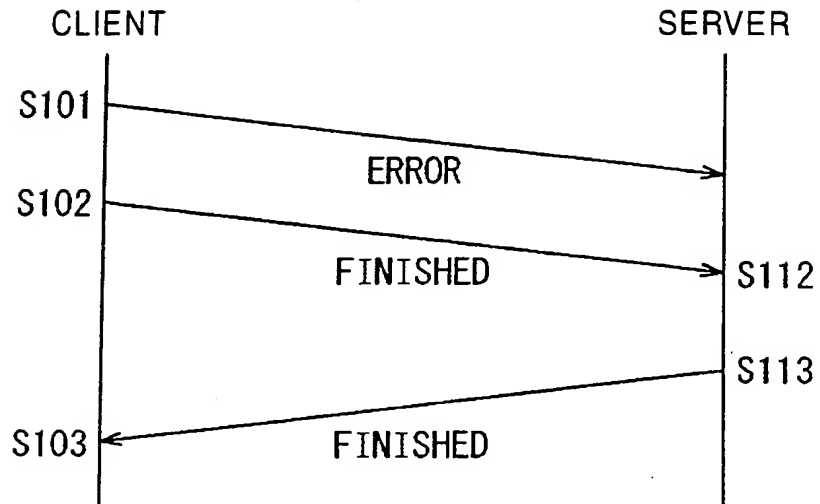 CLIENT SERVER
S101
ERROR
S102
FINISHED
S112
S113
S103
FINISHED